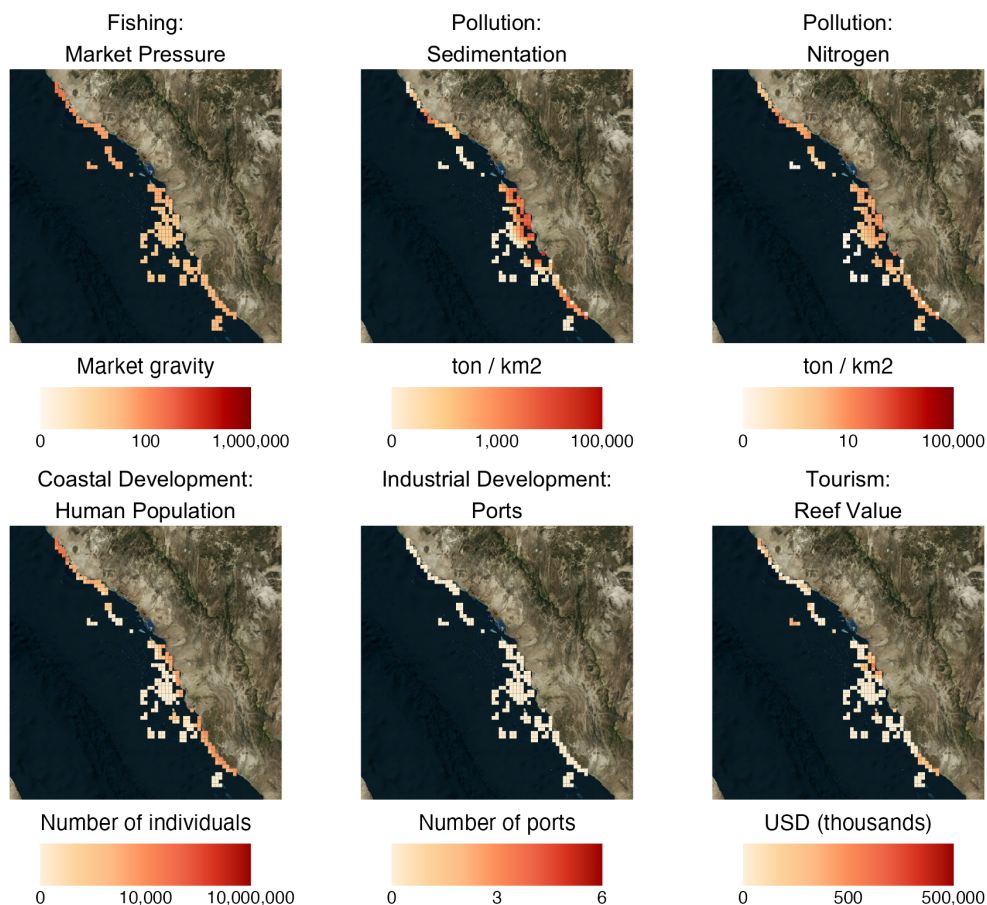 Fishing:
Market Pressure
Pollution:
Sedimentation
Pollution:
Nitrogen
Market gravity
0 100 1,000,000
ton / km2
0 1,000 100,000
ton / km2
0 10 100,000
Coastal Development:
Human Population
Industrial Development:
Ports
Tourism:
Reef Value
Number of individuals
0 10,000 10,000,000
Number of ports
0 3 6
USD (thousands)
0 500 500,000